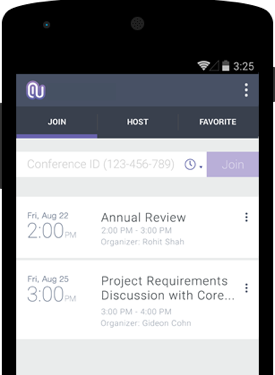 3:25
JOIN HOST FAVORITE
Conference ID (123-456-789) Join
Fri, Aug 22
2:00 PM
Annual Review
2:00 PM - 3:00 PM
Organizer: Rohit Shah
Fri, Aug 25
3:00 PM
Project Requirements
Discussion with Core...
3:00 PM - 4:00 PM
Organizer: Gideon Cohn